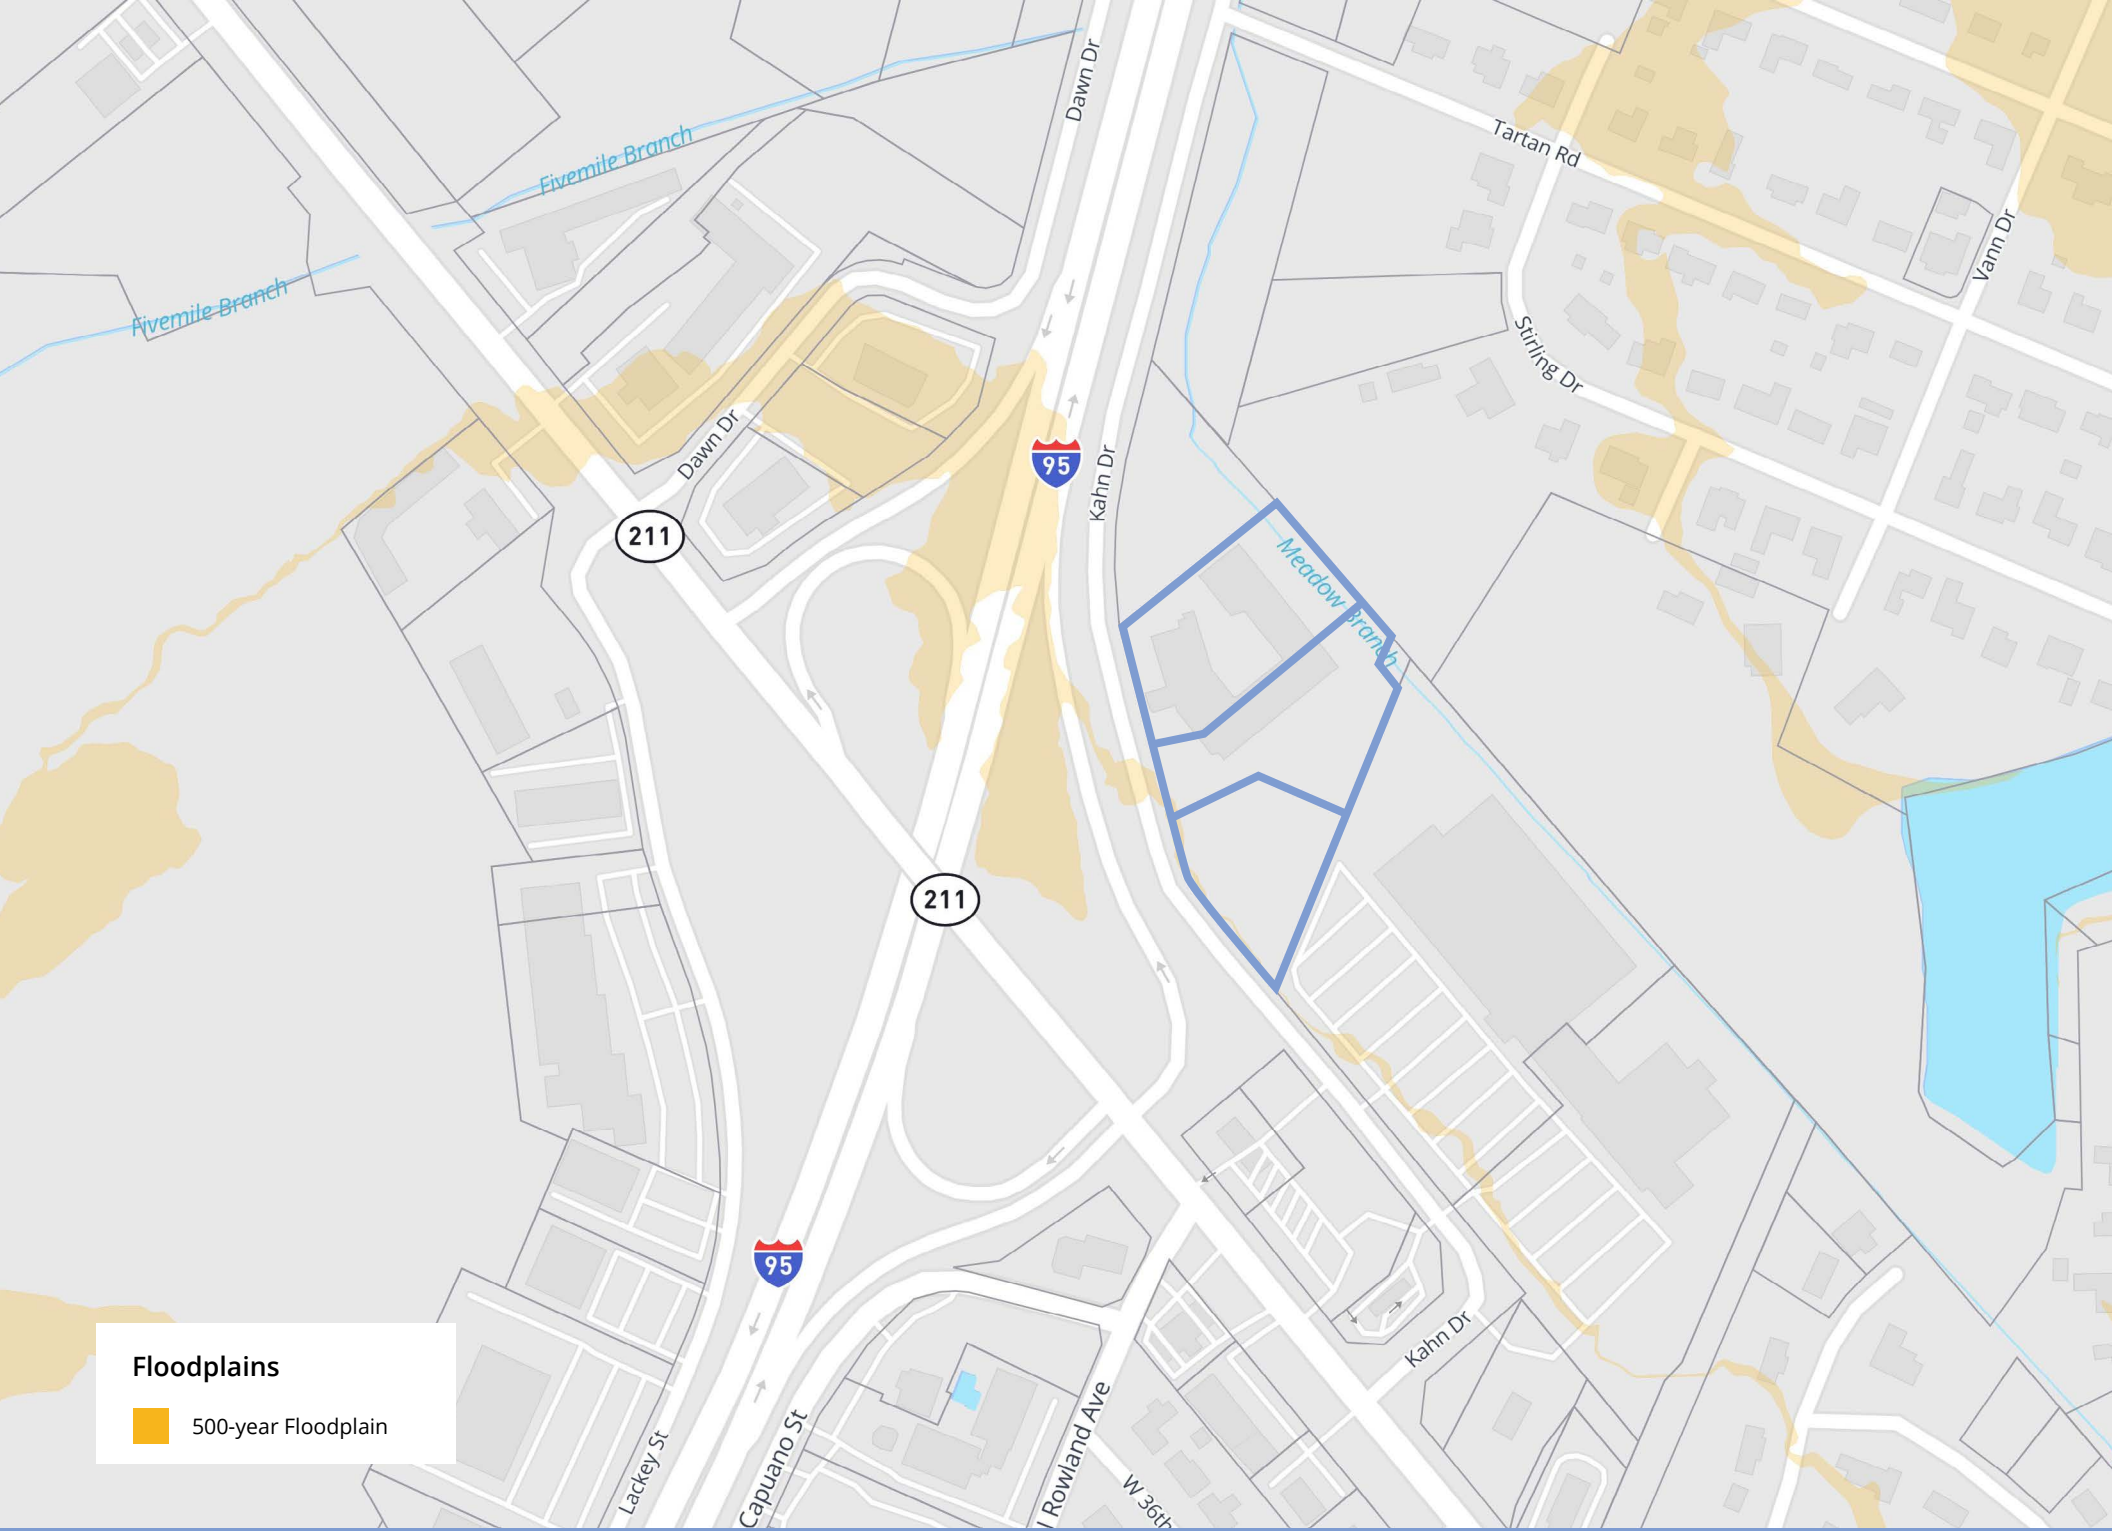 Dawn Dr
Tartan Rd
Fivemile Branch
Vann Dr
Fivemile Branch
Stirling Dr
Dawn Dr
95
Kahn Dr
211
Meadow Branch
211
95
Kahn Dr
Floodplains
500-year Floodplain
Lackey St
Capuano St
Rowland Ave
W 36th